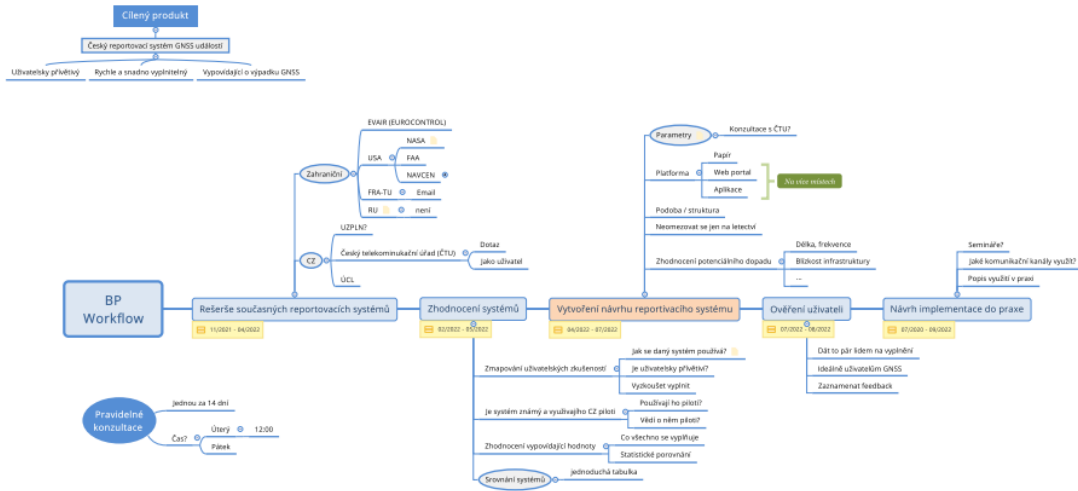 Cílený produkt
Český reportovací systém GNSS událostí
Uživatelsky přívětivý
Rychle a snadno vyplnitelný
Vypovídající o výpadku GNSS
EVAIR (EUROCONTROL)
NASA
USA
FAA
NAVCEN
Zahraniční
FRA-TU
Email
RU
není
UZPLN?
CZ
Český telekominukační úřad (ČTU)
Dotaz
Jako uživatel
ÚCL
Parametry
Konzultace s ČTU?
Papír
Platforma
Web portal
Aplikace
Na více místech
Podoba / struktura
Neomezovat se jen na letectví
Zhodnocení potenciálního dopadu
Délka, frekvence
Blízkost infrastruktury
...
Semináře?
Jaké komunikační kanály využít?
Popis využití v praxi
BP
Workflow
Rešerše současných reportovacích systémů
11/2021 - 04/2022
Zhodnocení systémů
02/2022 - 05/2022
Vytvoření návrhu reportivacího systému
04/2022 - 07/2022
Ověření uživateli
07/2022 - 08/2022
Návrh implementace do praxe
07/2020 - 09/2022
Jak se daný systém používá?
Zmapování uživatelských zkušeností
Je uživatelsky přívětiví?
Vyzkoušet vyplnit
Používají ho piloti?
Je systém známý a využivajího CZ piloti
Vědí o něm piloti?
Co všechno se vyplňuje
Zhodnocení vypovídající hodnoty
Statistické porovnání
Srovnání systémů
jednoduchá tabulka
Dát to pár lidem na vyplnění
Ideálně uživatelům GNSS
Zaznamenat feedback
Pravidelné
konzultace
Jednou za 14 dní
Čas?
Úterý
12:00
Pátek